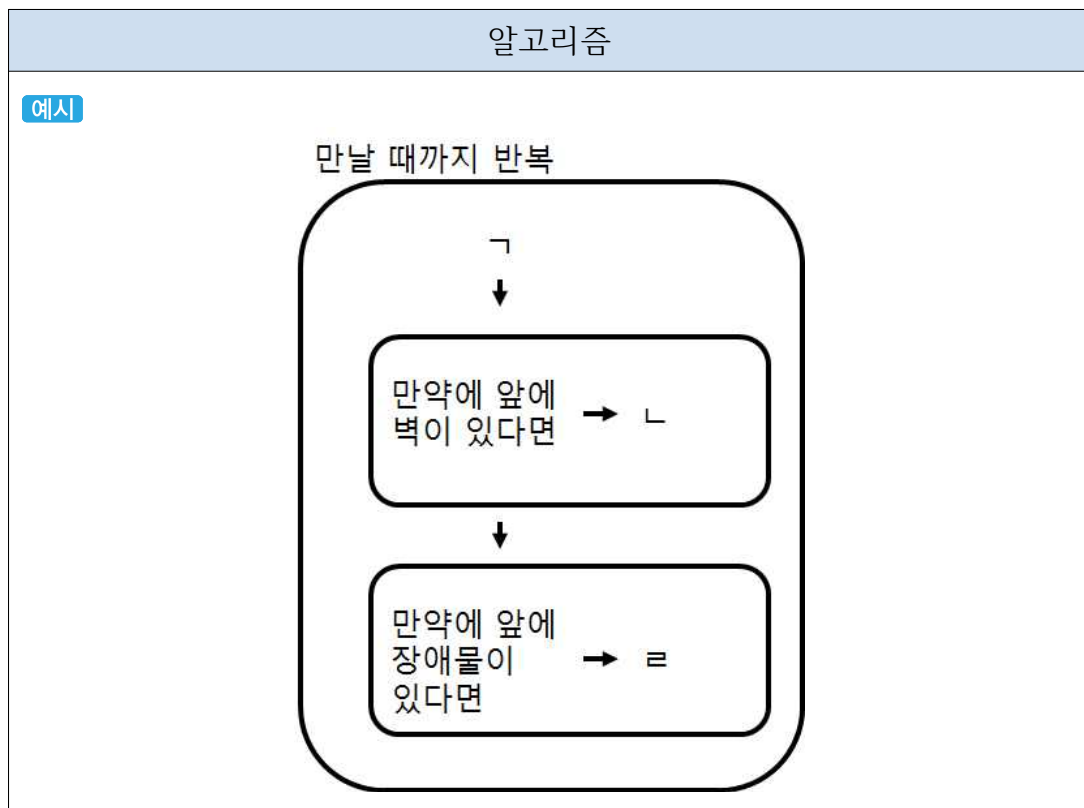 알고리즘
예시
만날 때까지 반복
ㄱ
만약에 앞에
벽이 있다면
ㄴ
만약에 앞에
장애물이
있다면
ㄹ